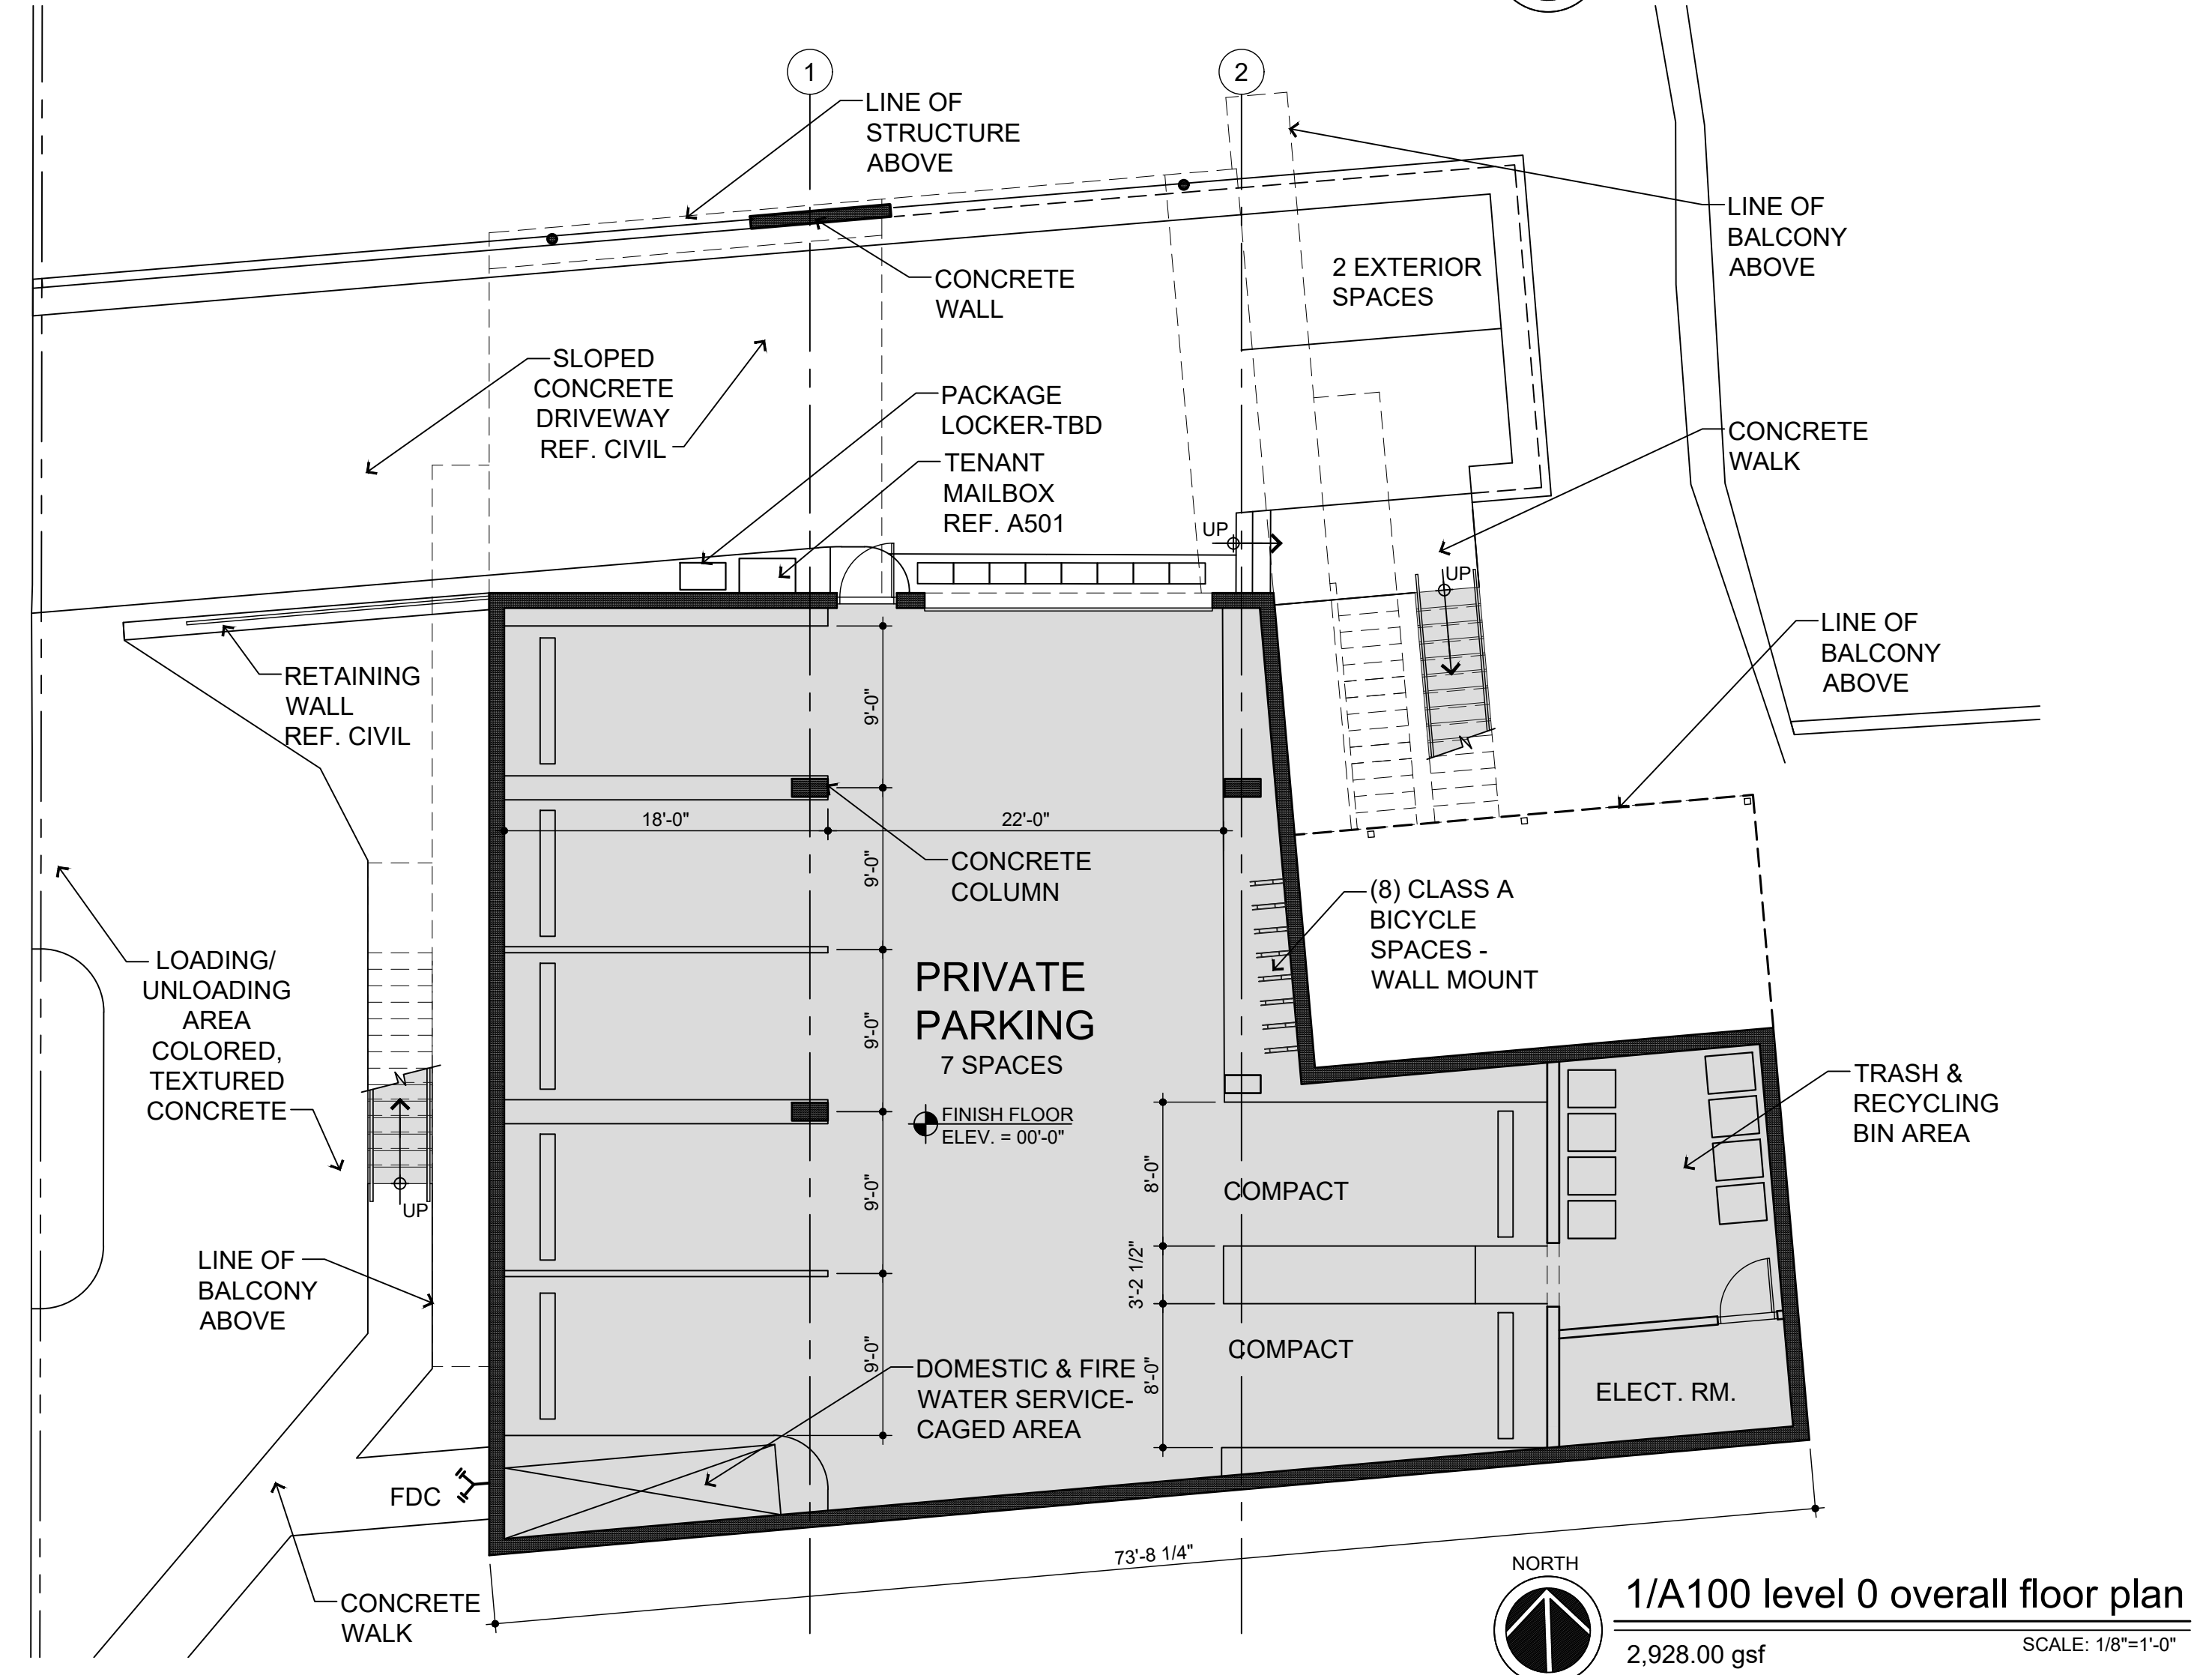 1
2
LINE OF
STRUCTURE
ABOVE
LINE OF
BALCONY
ABOVE
2 EXTERIOR
SPACES
CONCRETE
WALL
SLOPED
CONCRETE
DRIVEWAY
REF. CIVIL
PACKAGE
LOCKER-TBD
TENANT
MAILBOX
REF. A501
CONCRETE
WALK
UP
UP
RETAINING
WALL
REF. CIVIL
LINE OF
BALCONY
ABOVE
9'-0"
18'-0"
22'-0"
CONCRETE
COLUMN
9'-0"
(8) CLASS A
BICYCLE
SPACES -
WALL MOUNT
LOADING/
UNLOADING
AREA
COLORED,
TEXTURED
CONCRETE
PRIVATE
PARKING
7 SPACES
9'-0"
FINISH FLOOR
ELEV. = 00'-0"
TRASH &
RECYCLING
BIN AREA
UP
9'-0"
8'-0"
COMPACT
LINE OF
BALCONY
ABOVE
3'-2 1/2"
9'-0"
8'-0"
COMPACT
DOMESTIC & FIRE
WATER SERVICE-
CAGED AREA
ELECT. RM.
FDC
73'-8 1/4"
CONCRETE
WALK
NORTH
1/A100 level 0 overall floor plan
2,928.00 gsf
SCALE: 1/8"=1'-0"